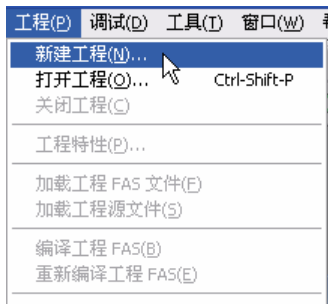 工程(P) 调试(D) 工具(T) 窗口(W)
新建工程(N)...
打开工程(O)... Ctrl-Shift-P
关闭工程(C)
工程特性(P)...
加载工程 FAS 文件(F)
加载工程源文件(S)
编译工程 FAS(B)
重新编译工程 FAS(E)